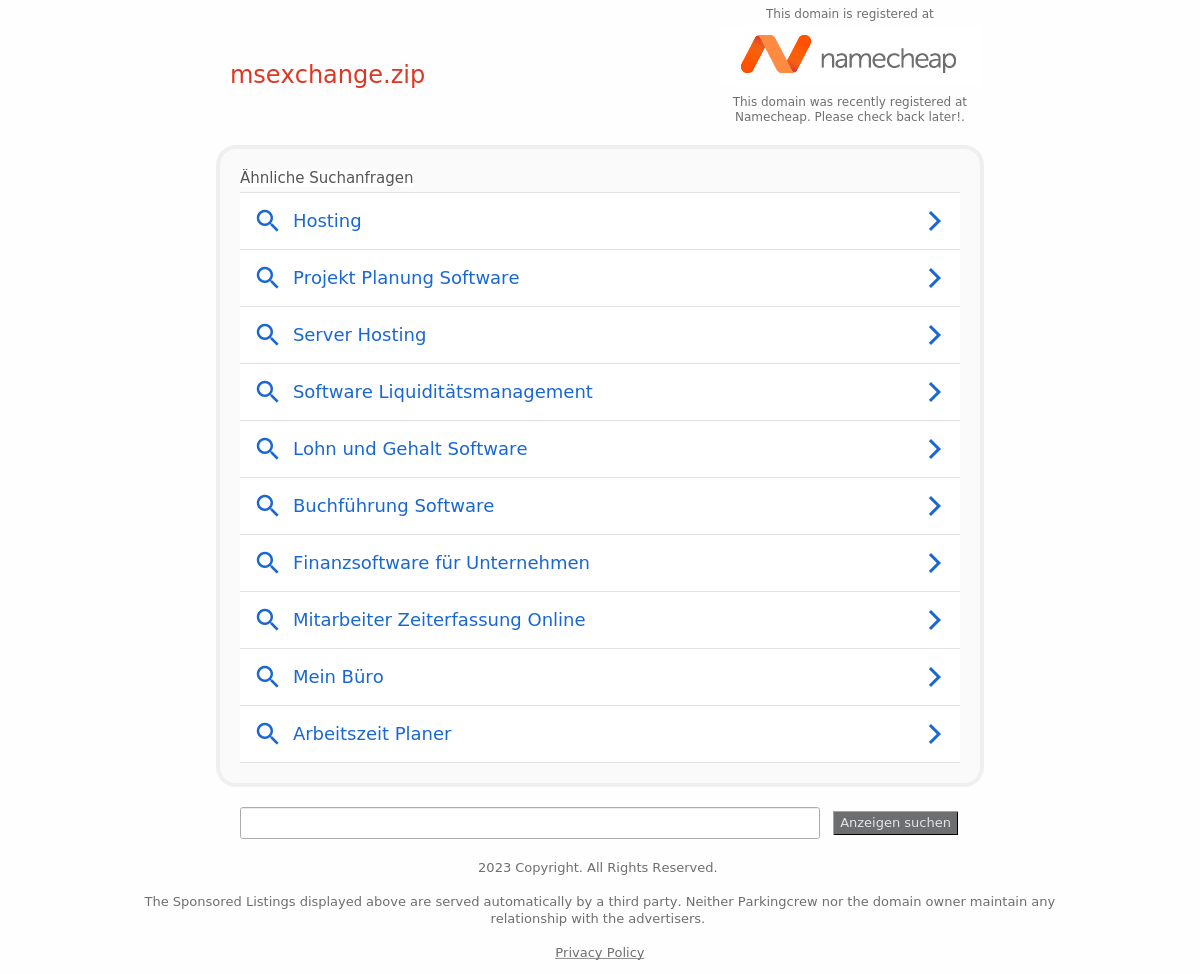 This domain is registered at
namecheap
msexchange.zip
This domain was recently registered at
Namecheap. Please check back later!.
Ähnliche Suchanfragen
Hosting
Projekt Planung Software
Server Hosting
Software Liquiditätsmanagement
Lohn und Gehalt Software
Buchführung Software
Finanzsoftware für Unternehmen
Mitarbeiter Zeiterfassung Online
Mein Büro
Arbeitszeit Planer
Anzeigen suchen
2023 Copyright. All Rights Reserved.
The Sponsored Listings displayed above are served automatically by a third party. Neither Parkingcrew nor the domain owner maintain any
relationship with the advertisers.
Privacy Policy